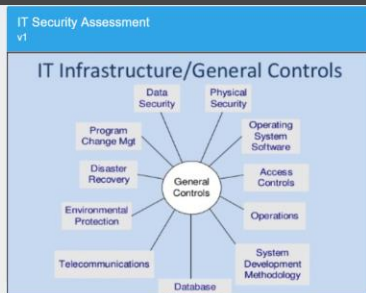 IT Security Assessment
v1
IT Infrastructure/General Controls
Data
Security
Physical
Security
Program
Change Mgt
Operating
System
Software
Disaster
Recovery
General
Controls
Access
Controls
Environmental
Protection
Operations
Telecommunications
System
Development
Methodology
Database